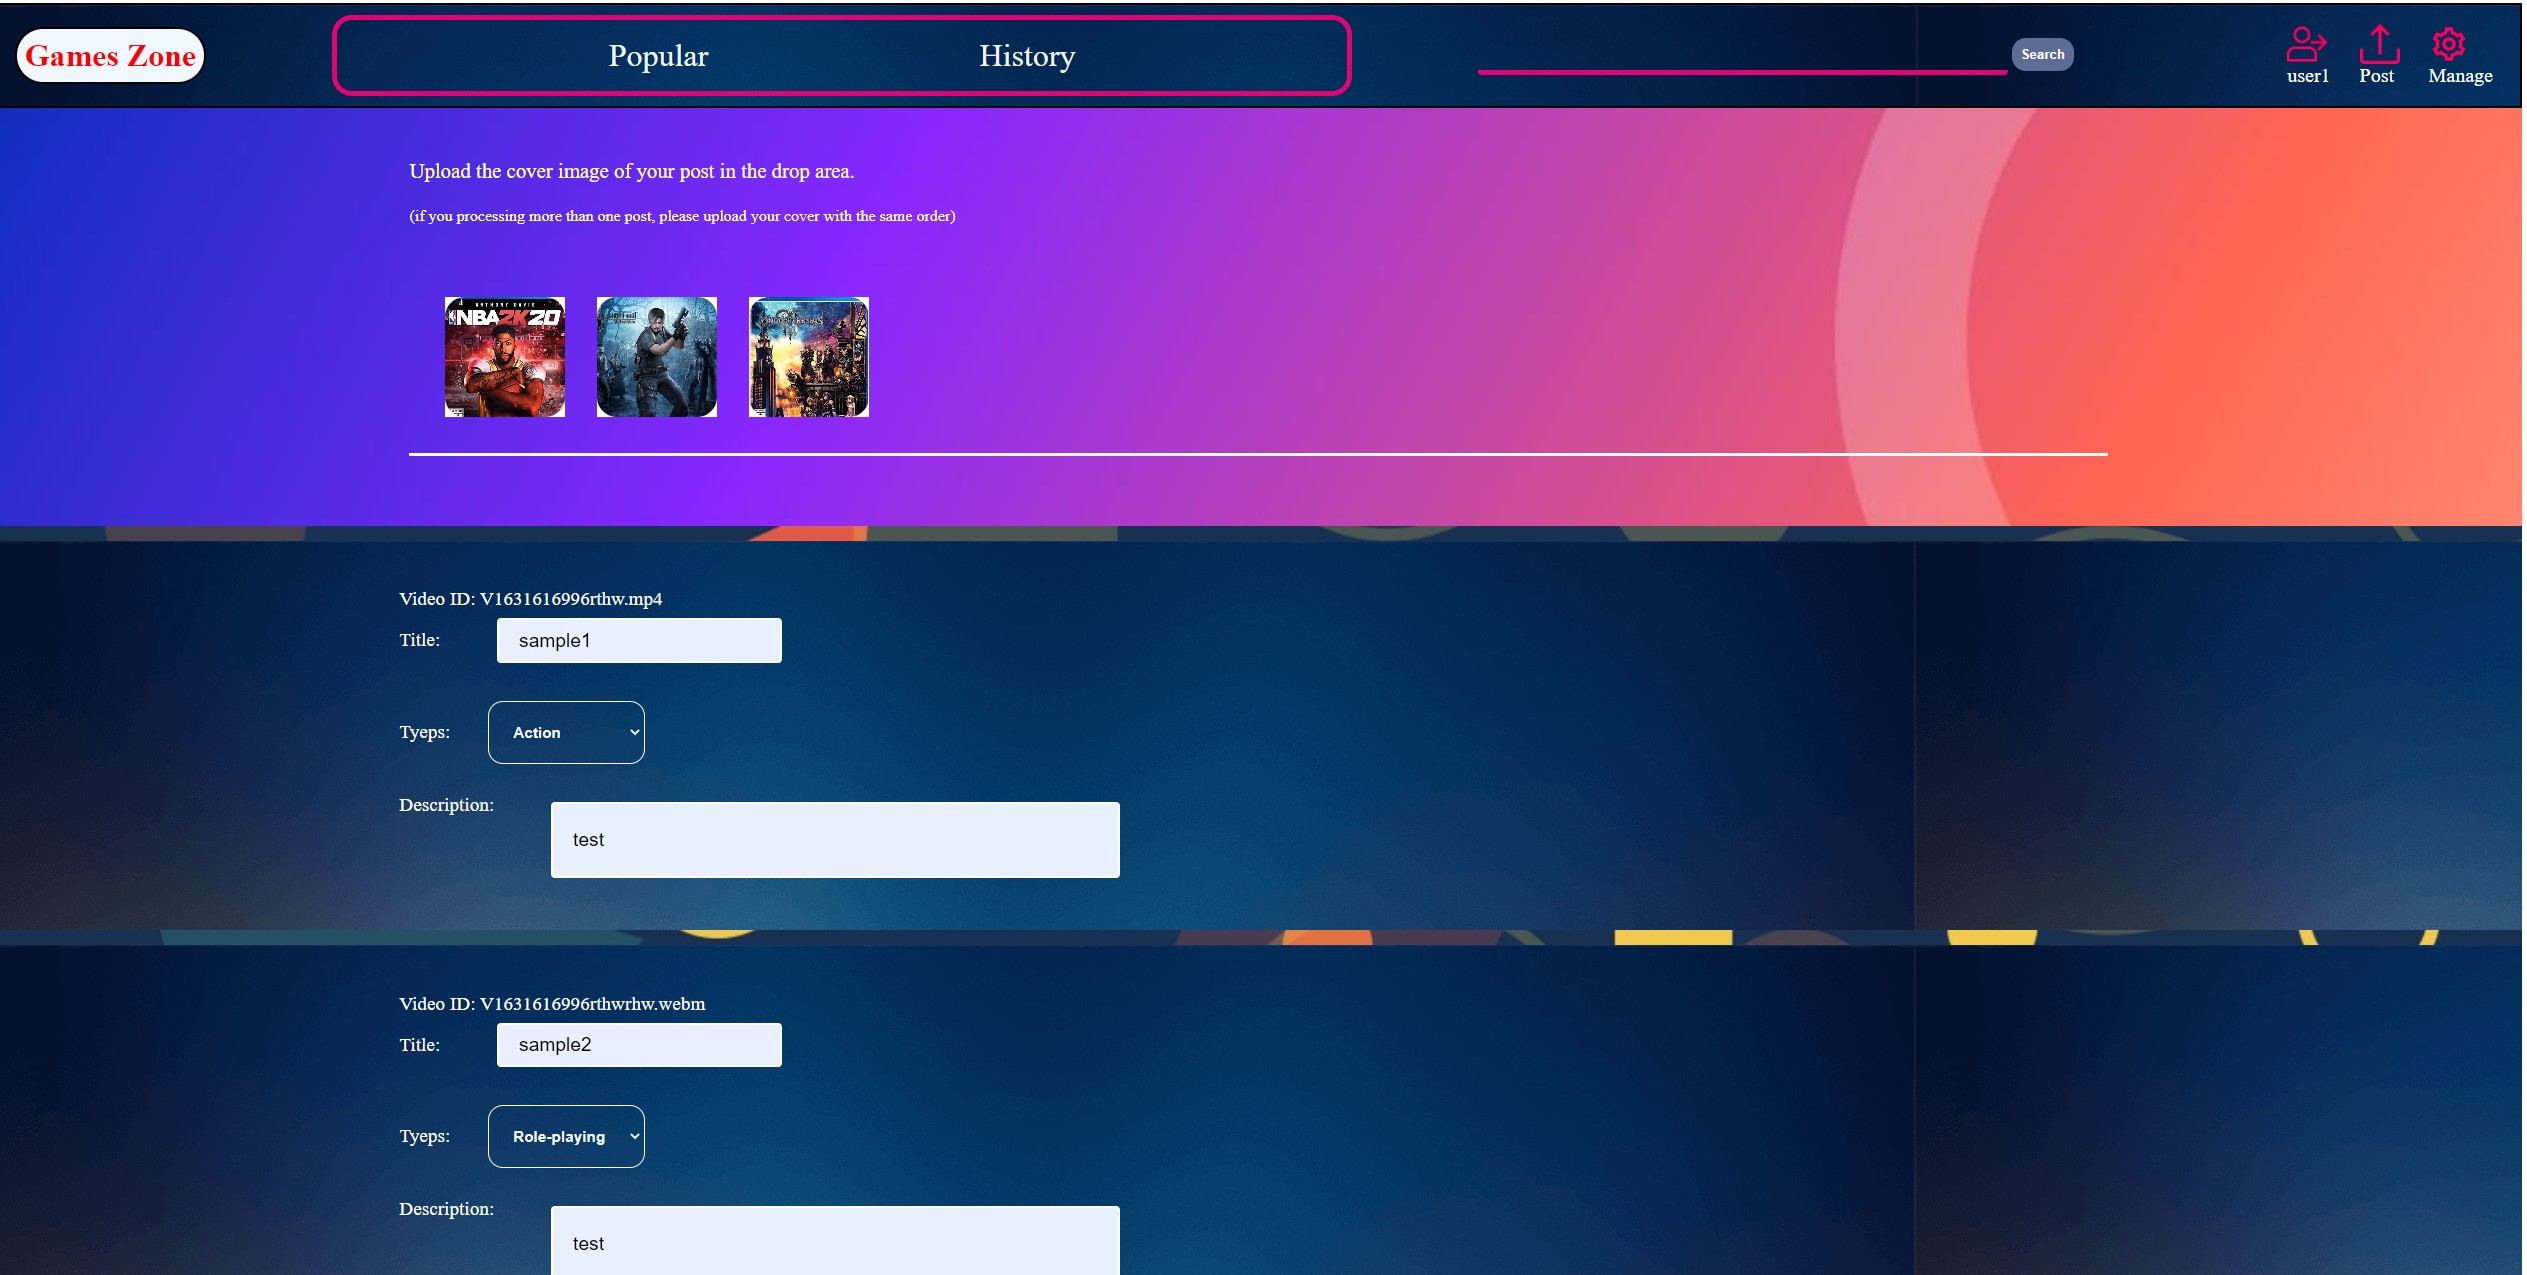 Games Zone
Popular
History
Search
user1
Post
Manage
Upload the cover image of your post in the drop area.
(if you processing more than one post, please upload your cover with the same order)
ANTHONY DAVIS
NBA2K20
Video ID: V1631616996rthw.mp4
Title: sample1
Tyeps: Action
Description: test
Video ID: V1631616996rthwrhw.webm
Title: sample2
Tyeps: Role-playing
Description: test